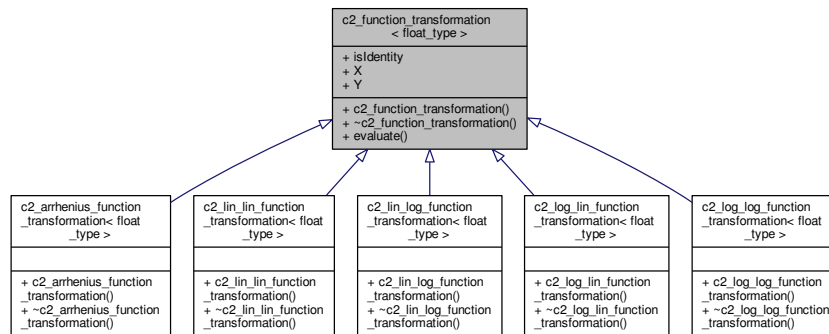 c2_function_transformation
< float_type >
+ isIdentity
+ X
+ Y
+ c2_function_transformation()
+ ~c2_function_transformation()
+ evaluate()
c2_arrhenius_function
_transformation< float
_type >
+ c2_arrhenius_function
_transformation()
+ ~c2_arrhenius_function
_transformation()
c2_lin_lin_function
_transformation< float
_type >
+ c2_lin_lin_function
_transformation()
+ ~c2_lin_lin_function
_transformation()
c2_lin_log_function
_transformation< float
_type >
+ c2_lin_log_function
_transformation()
+ ~c2_lin_log_function
_transformation()
c2_log_lin_function
_transformation< float
_type >
+ c2_log_lin_function
_transformation()
+ ~c2_log_lin_function
_transformation()
c2_log_log_function
_transformation< float
_type >
+ c2_log_log_function
_transformation()
+ ~c2_log_log_function
_transformation()